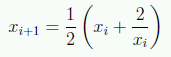 x_{i+1} = \frac{1}{2} \left( x_i + \frac{2}{x_i} \right)